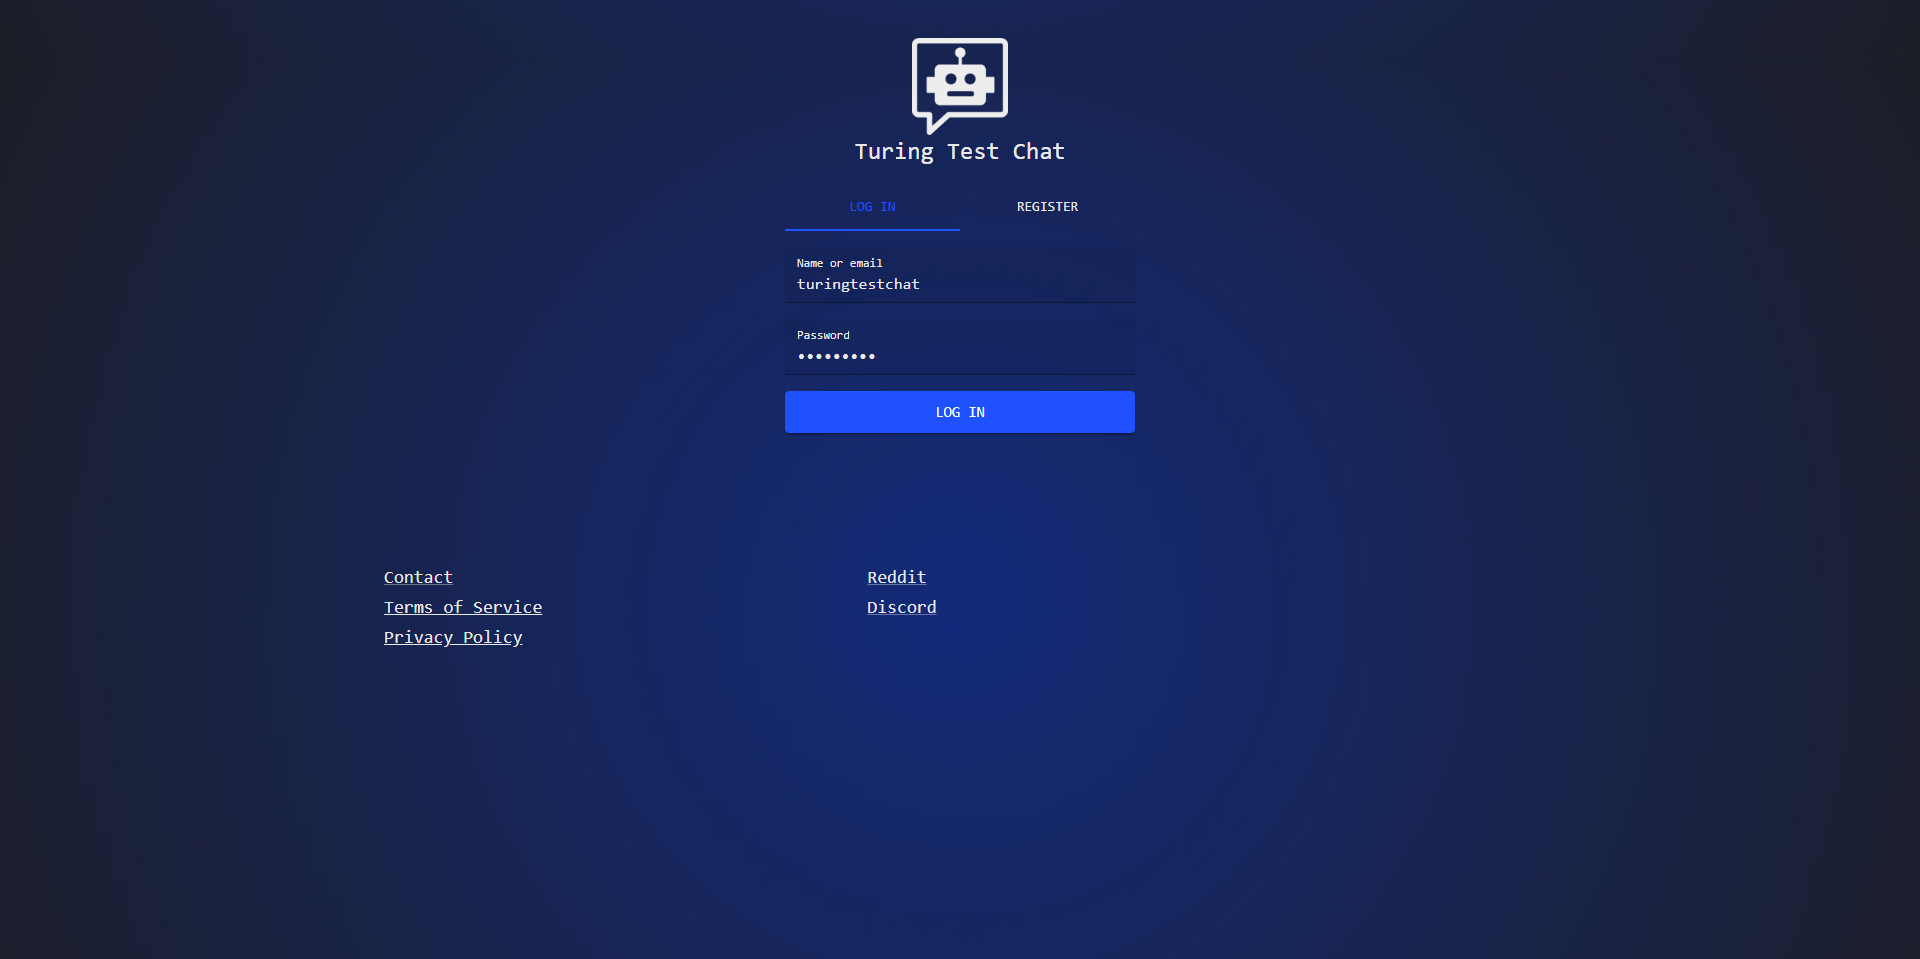 Turing Test Chat
LOG IN
REGISTER
Name or email
turingtestchat
Password
•••••••••
LOG IN
Contact
Terms of Service
Privacy Policy
Reddit
Discord